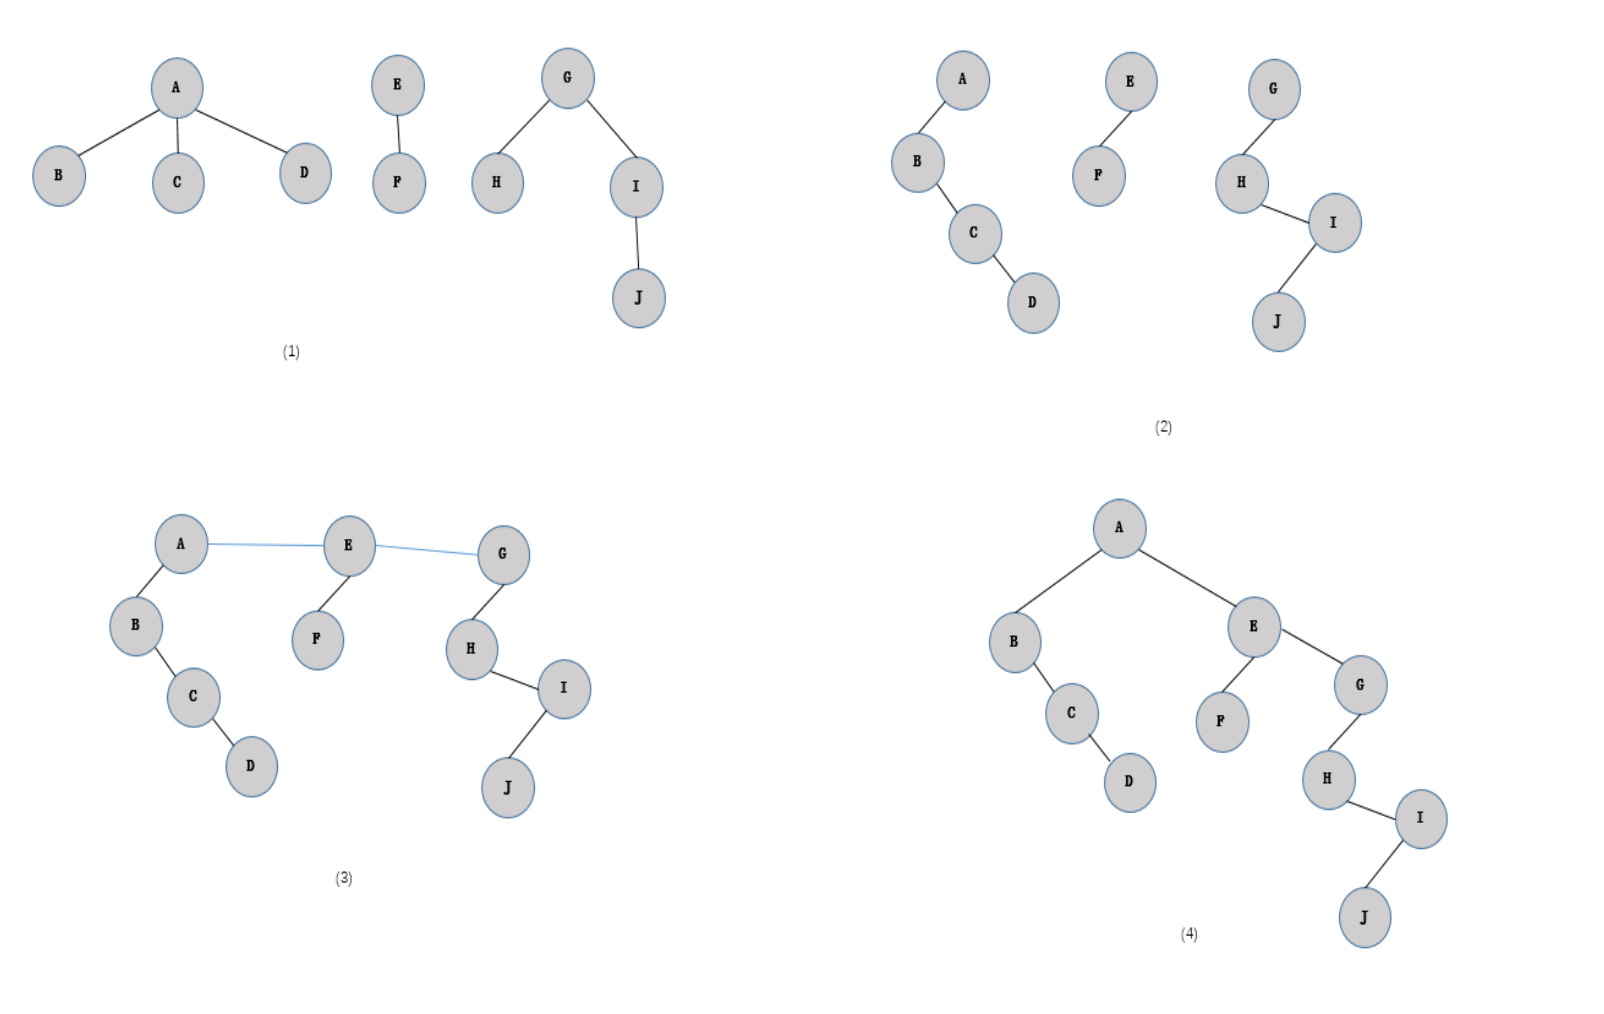 A E G
B C D F H I
J
(1)
A E G
B F H
C I
D J
(2)
A E G
B F H
C I
D J
(3)
A
B E
C F G
D H I
J
(4)